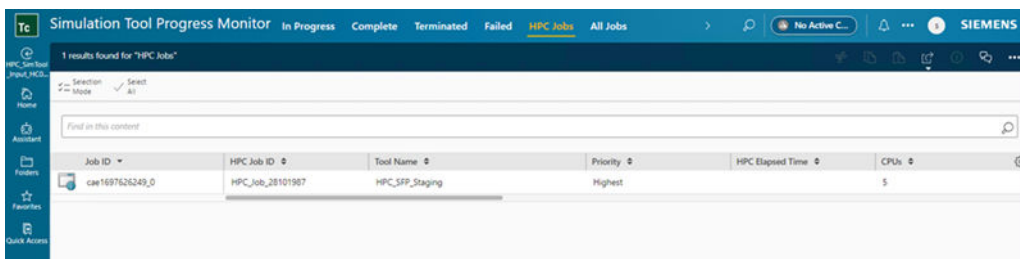 Tc Simulation Tool Progress Monitor In Progress Complete Terminated Failed HPC Jobs All Jobs No Active C... s SIEMENS
HPC_SimTool
_Input_HCD...
1 results found for "HPC Jobs"
Selection
Mode
Select
All
Home
Find in this content
Assistant
Folders
Job ID HPC Job ID Tool Name Priority HPC Elapsed Time CPUs
cae1697626249_0 HPC_Job_28101987 HPC_SFP_Staging Highest 5
Favorites
Quick Access